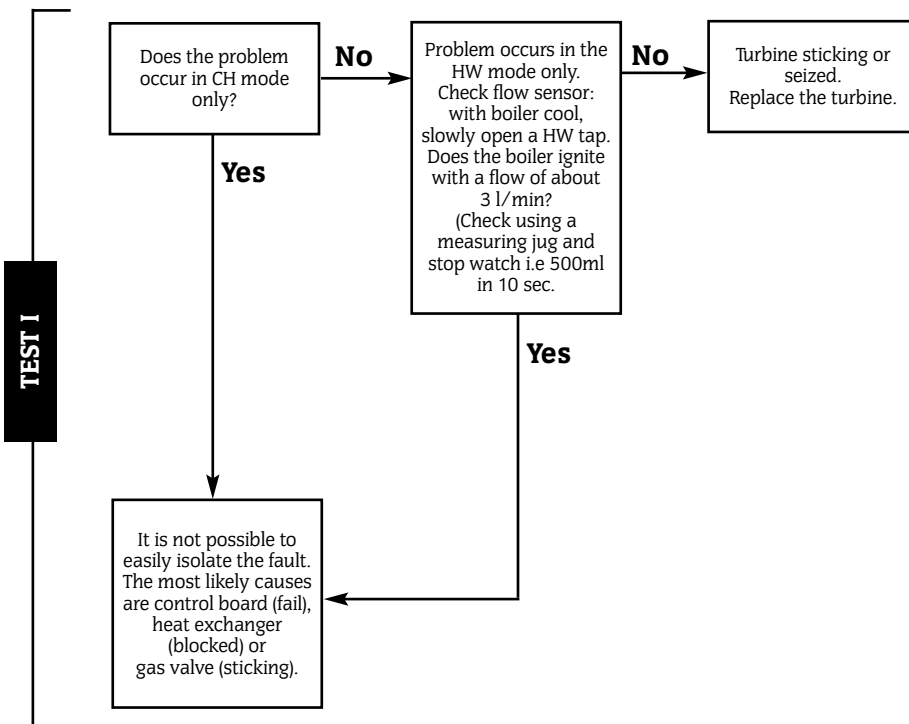 TEST I
Does the problem
occur in CH mode
only?
No
Problem occurs in the
HW mode only.
Check flow sensor:
with boiler cool,
slowly open a HW tap.
Does the boiler ignite
with a flow of about
3 l/min?
(Check using a
measuring jug and
stop watch i.e 500ml
in 10 sec.
No
Turbine sticking or
seized.
Replace the turbine.
Yes
Yes
It is not possible to
easily isolate the fault.
The most likely causes
are control board (fail),
heat exchanger
(blocked) or
gas valve (sticking).